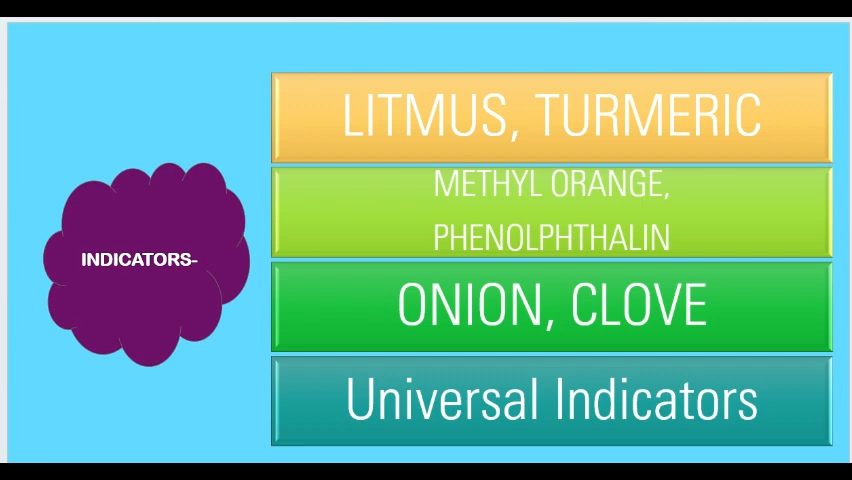 INDICATORS-
LITMUS, TURMERIC
METHYL ORANGE,
PHENOLPHTHALIN
ONION, CLOVE
Universal Indicators